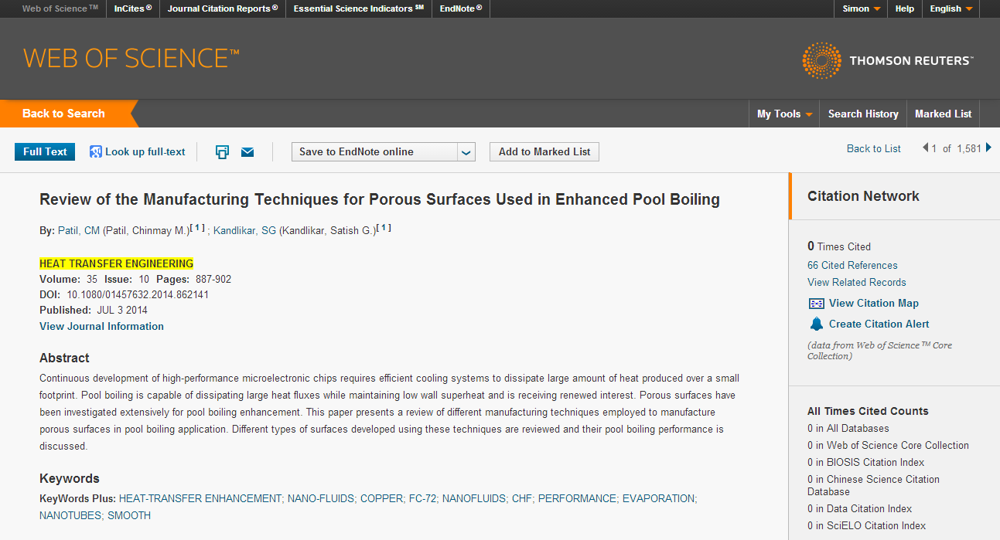 Web of Science™ InCites® Journal Citation Reports® Essential Science Indicators℠ EndNote® Simon Help English
WEB OF SCIENCE™
THOMSON REUTERS™
Back to Search My Tools Search History Marked List
Full Text Look up full-text Save to EndNote online Add to Marked List Back to List 1 of 1,581
Review of the Manufacturing Techniques for Porous Surfaces Used in Enhanced Pool Boiling
By: Patil, CM (Patil, Chinmay M.)[ 1 ] ; Kandlikar, SG (Kandlikar, Satish G.)[ 1 ]
HEAT TRANSFER ENGINEERING
Volume: 35 Issue: 10 Pages: 887-902
DOI: 10.1080/01457632.2014.862141
Published: JUL 3 2014
View Journal Information
Abstract
Continuous development of high-performance microelectronic chips requires efficient cooling systems to dissipate large amount of heat produced over a small
footprint. Pool boiling is capable of dissipating large heat fluxes while maintaining low wall superheat and is receiving renewed interest. Porous surfaces have
been investigated extensively for pool boiling enhancement. This paper presents a review of different manufacturing techniques employed to manufacture
porous surfaces in pool boiling application. Different types of surfaces developed using these techniques are reviewed and their pool boiling performance is
discussed.
Keywords
KeyWords Plus: HEAT-TRANSFER ENHANCEMENT; NANO-FLUIDS; COPPER; FC-72; NANOFLUIDS; CHF; PERFORMANCE; EVAPORATION;
NANOTUBES; SMOOTH
Citation Network
0 Times Cited
66 Cited References
View Related Records
View Citation Map
Create Citation Alert
(data from Web of Science™ Core
Collection)
All Times Cited Counts
0 in All Databases
0 in Web of Science Core Collection
0 in BIOSIS Citation Index
0 in Chinese Science Citation
Database
0 in Data Citation Index
0 in SciELO Citation Index